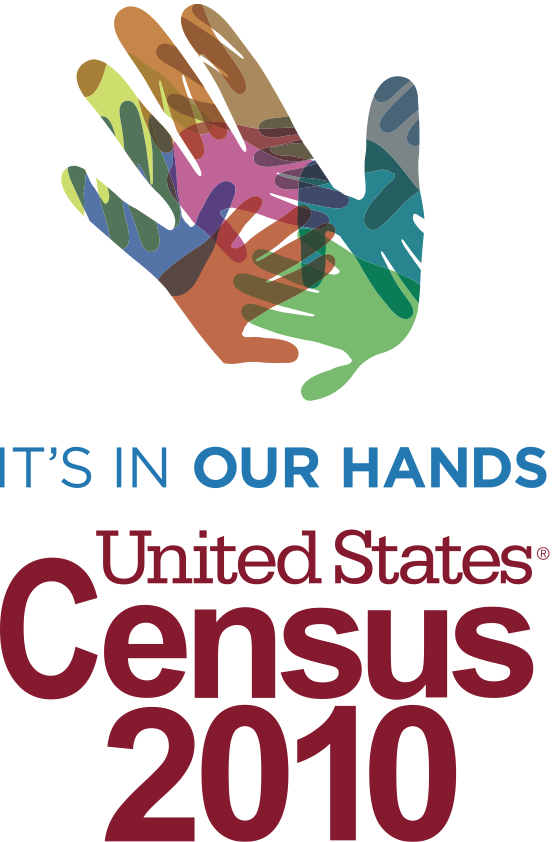 IT'S IN OUR HANDS
United States®
Census
2010